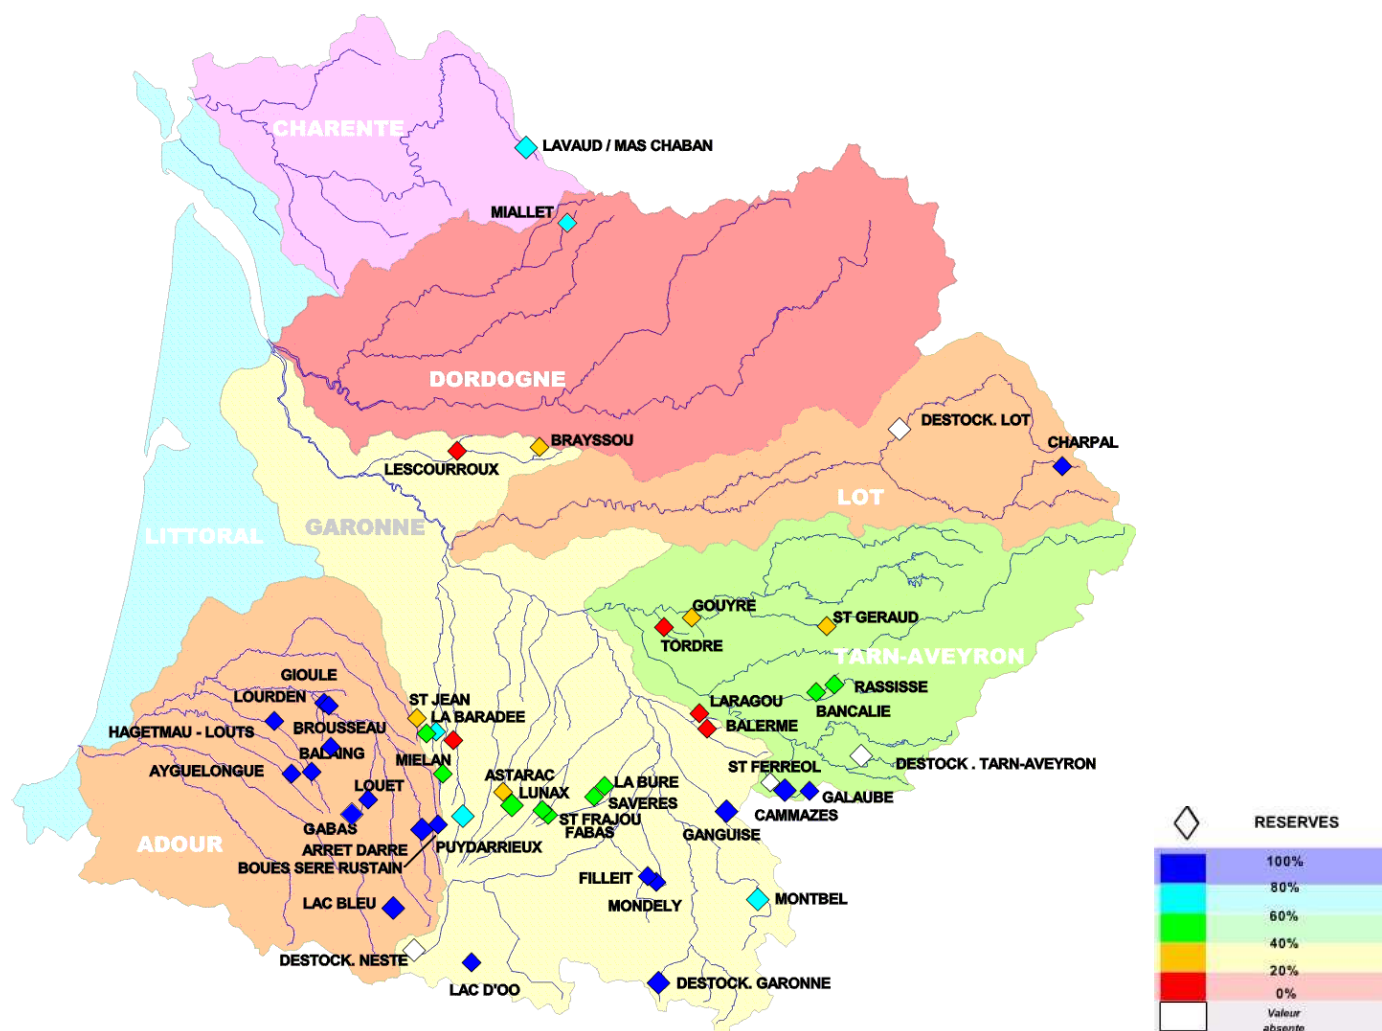 CHARENTE
LAVAUD / MAS CHABAN
MIALLET
DORDOGNE
DESTOCK. LOT
BRAYSSOU
CHARPAL
LESCOURROUX
LOT
GARONNE
LITTORAL
GOUYRE
ST GERAUD
TORDRE
TARN-AVEYRON
GIOULE
RASSISSE
LOURDEN
ST JEAN
LARAGOU
BANCALIE
LA BARADEE
HAGETMAU - LOUTS
BROUSSEAU
BALERME
BALAING
MIELAN
ST FERREOL
DESTOCK . TARN-AVEYRON
AYGUELONGUE
ASTARAC
LA BURE
LOUET
LUNAX
GALAUBE
SAVERES
CAMMAZES
ST FRAJOU
GABAS
FABAS
GANGUISE
ADOUR
ARRET DARRE
PUYDARRIEUX
BOUES SERE RUSTAIN
FILLEIT
LAC BLEU
MONDELY
MONTBEL
DESTOCK. NESTE
LAC D'OO
DESTOCK. GARONNE
RESERVES
100%
80%
60%
40%
20%
0%
Valeur
absente